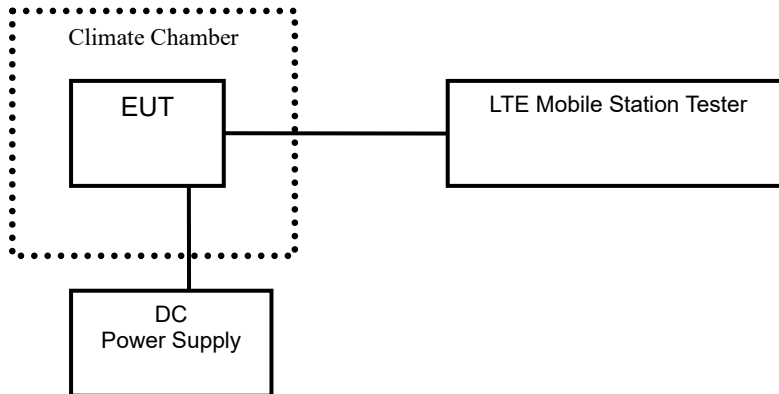 Climate Chamber
EUT
LTE Mobile Station Tester
DC
Power Supply